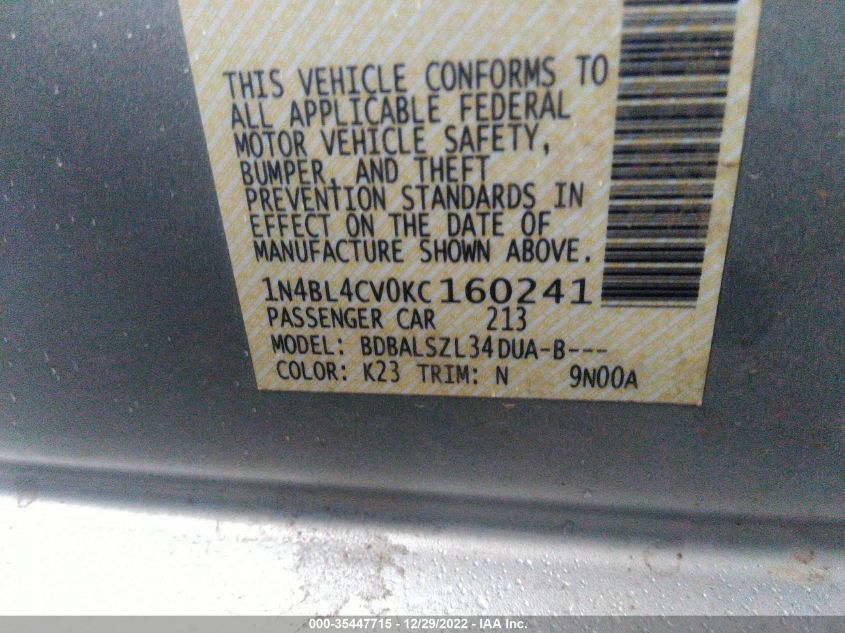 THIS VEHICLE CONFORMS TO
ALL APPLICABLE FEDERAL
MOTOR VEHICLE SAFETY,
BUMPER, AND THEFT
PREVENTION STANDARDS IN
EFFECT ON THE DATE OF
MANUFACTURE SHOWN ABOVE.
1N4BL4CV0KC160241
PASSENGER CAR 213
MODEL: BDBALSZL34DUA-B---
COLOR: K23 TRIM: N 9N00A
000-35447715 - 12/29/2022 - IAA Inc.